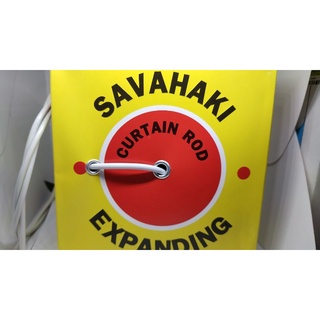 SAVAHAKI
CURTAIN ROD
EXPANDING